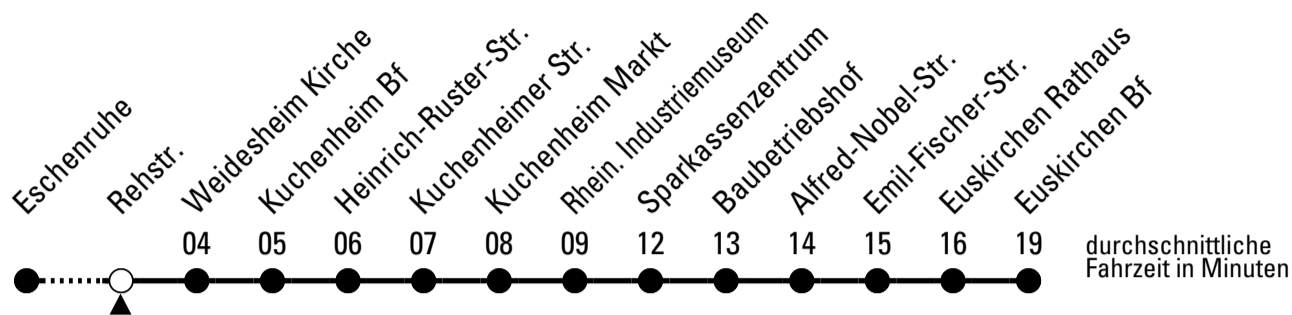 Eschenruhe
Rehstr.
Weidesheim Kirche
Kuchenheim Bf
Heinrich-Ruster-Str.
Kuchenheimer Str.
Kuchenheim Markt
Rhein. Industriemuseum
Sparkassenzentrum
Baubetriebshof
Alfred-Nobel-Str.
Emil-Fischer-Str.
Euskirchen Rathaus
Euskirchen Bf
04 05 06 07 08 09 12 13 14 15 16 19
durchschnittliche
Fahrzeit in Minuten